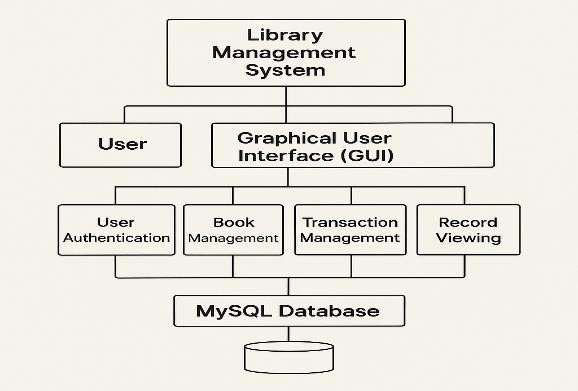 Library
Management
System
User
Graphical User
Interface (GUI)
User
Authentication
Book
Management
Transaction
Management
Record
Viewing
MySQL Database